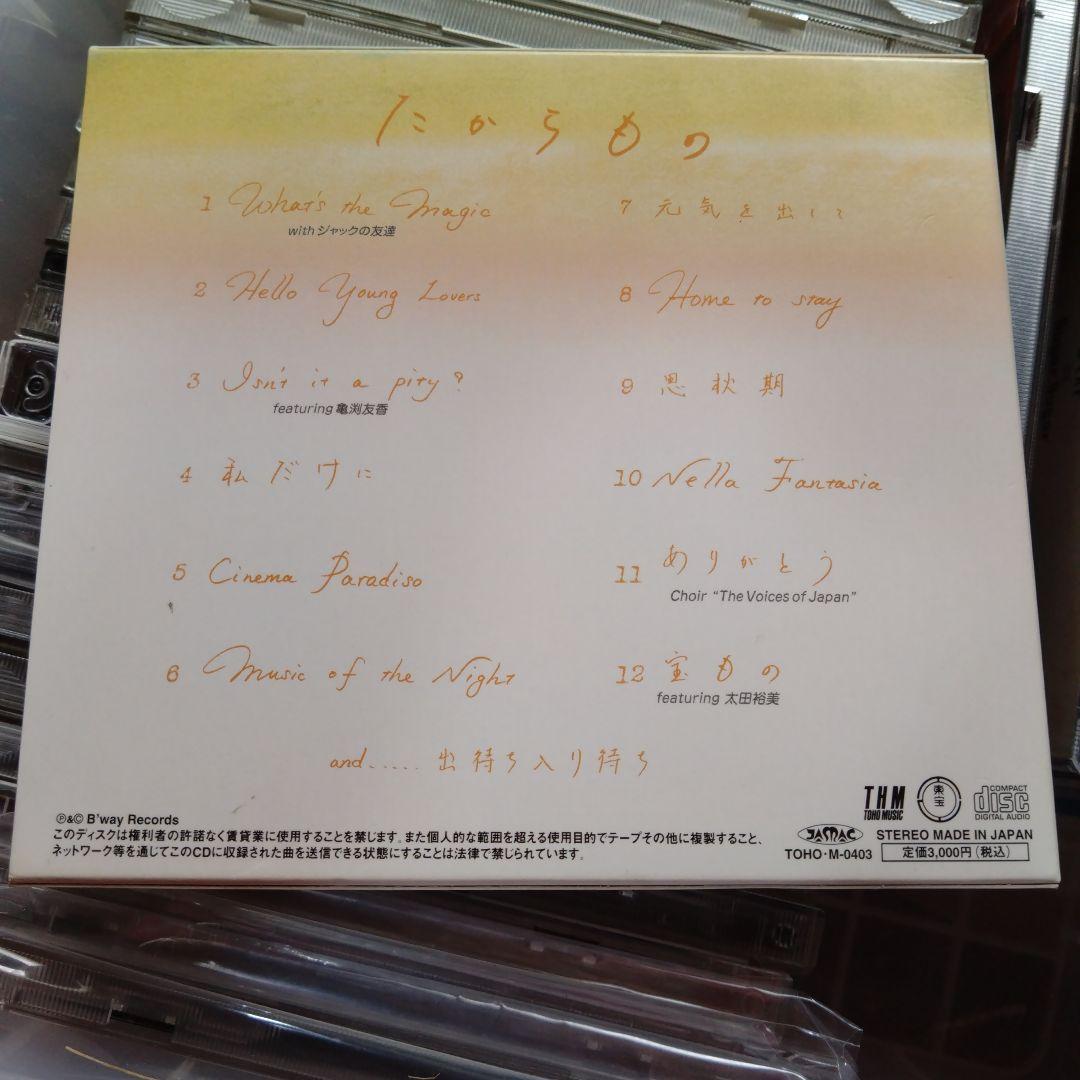 たからもの
1 What's the Magic
withジャックの友達
2 Hello Young Lovers
3 Isn't it a pity?
featuring 亀渕友香
4 私だけに
5 Cinema Paradiso
6 Music of the Night
7 元気を出して
8 Home to stay
9 思秋期
10 Nella Fantasia
11 ありがとう
Choir "The Voices of Japan"
12 宝もの
featuring 太田裕美
and..... 出待ち入り待ち
℗&© B'way Records
このディスクは権利者の許諾なく賃貸業に使用することを禁じます。また個人的な範囲を超える使用目的でテープその他に複製すること、
ネットワーク等を通じてこのCDに収録された曲を送信できる状態にすることは法律で禁じられています。
THM
TOHO MUSIC
東宝
COMPACT
disc
DIGITAL AUDIO
JASRAC
STEREO MADE IN JAPAN
TOHO・M-0403
定価3,000円(税込)